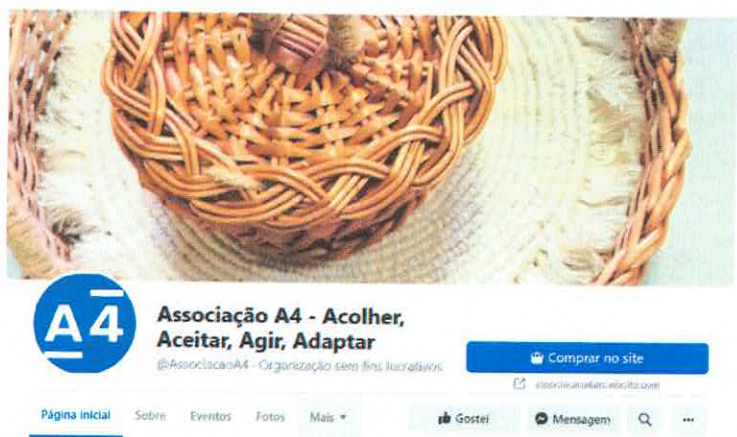 A4
Associação A4 - Acolher,
Aceitar, Agir, Adaptar
@AssociacaoA4 · Organização sem fins lucrativos
Comprar no site
Página inicial Sobre Eventos Fotos Mais Gostei Mensagem